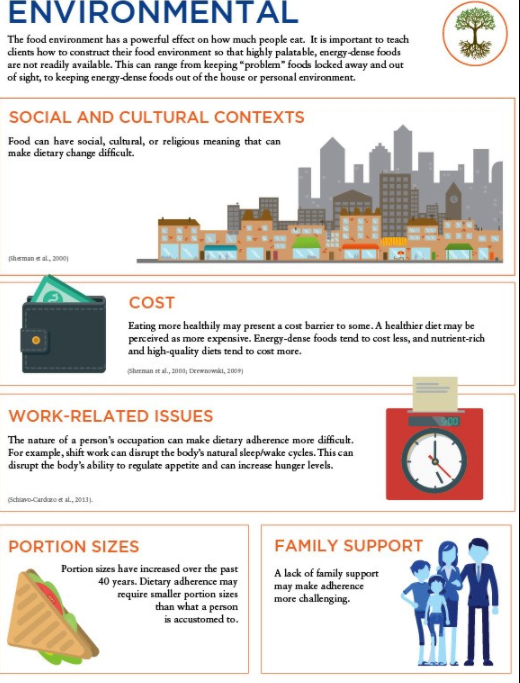 ENVIRONMENTAL
The food environment has a powerful effect on how much people eat. It is important to teach
clients how to construct their food environment so that highly palatable, energy-dense foods
are not readily available. This can range from keeping “problem” foods locked away and out
of sight, to keeping energy-dense foods out of the house or personal environment.
SOCIAL AND CULTURAL CONTEXTS
Food can have social, cultural, or religious meaning that can
make dietary change difficult.
(Sherman et al., 2000)
COST
Eating more healthily may present a cost barrier to some. A healthier diet may be
perceived as more expensive. Energy-dense foods tend to cost less, and nutrient-rich
and high-quality diets tend to cost more.
(Sherman et al., 2000; Drewnowski, 2009)
WORK-RELATED ISSUES
The nature of a person’s occupation can make dietary adherence more difficult.
For example, shift work can disrupt the body’s natural sleep/wake cycles. This can
disrupt the body’s ability to regulate appetite and can increase hunger levels.
(Schiavo-Cardozo et al., 2013).
PORTION SIZES
Portion sizes have increased over the past
40 years. Dietary adherence may
require smaller portion sizes
than what a person
is accustomed to.
FAMILY SUPPORT
A lack of family support
may make adherence
more challenging.